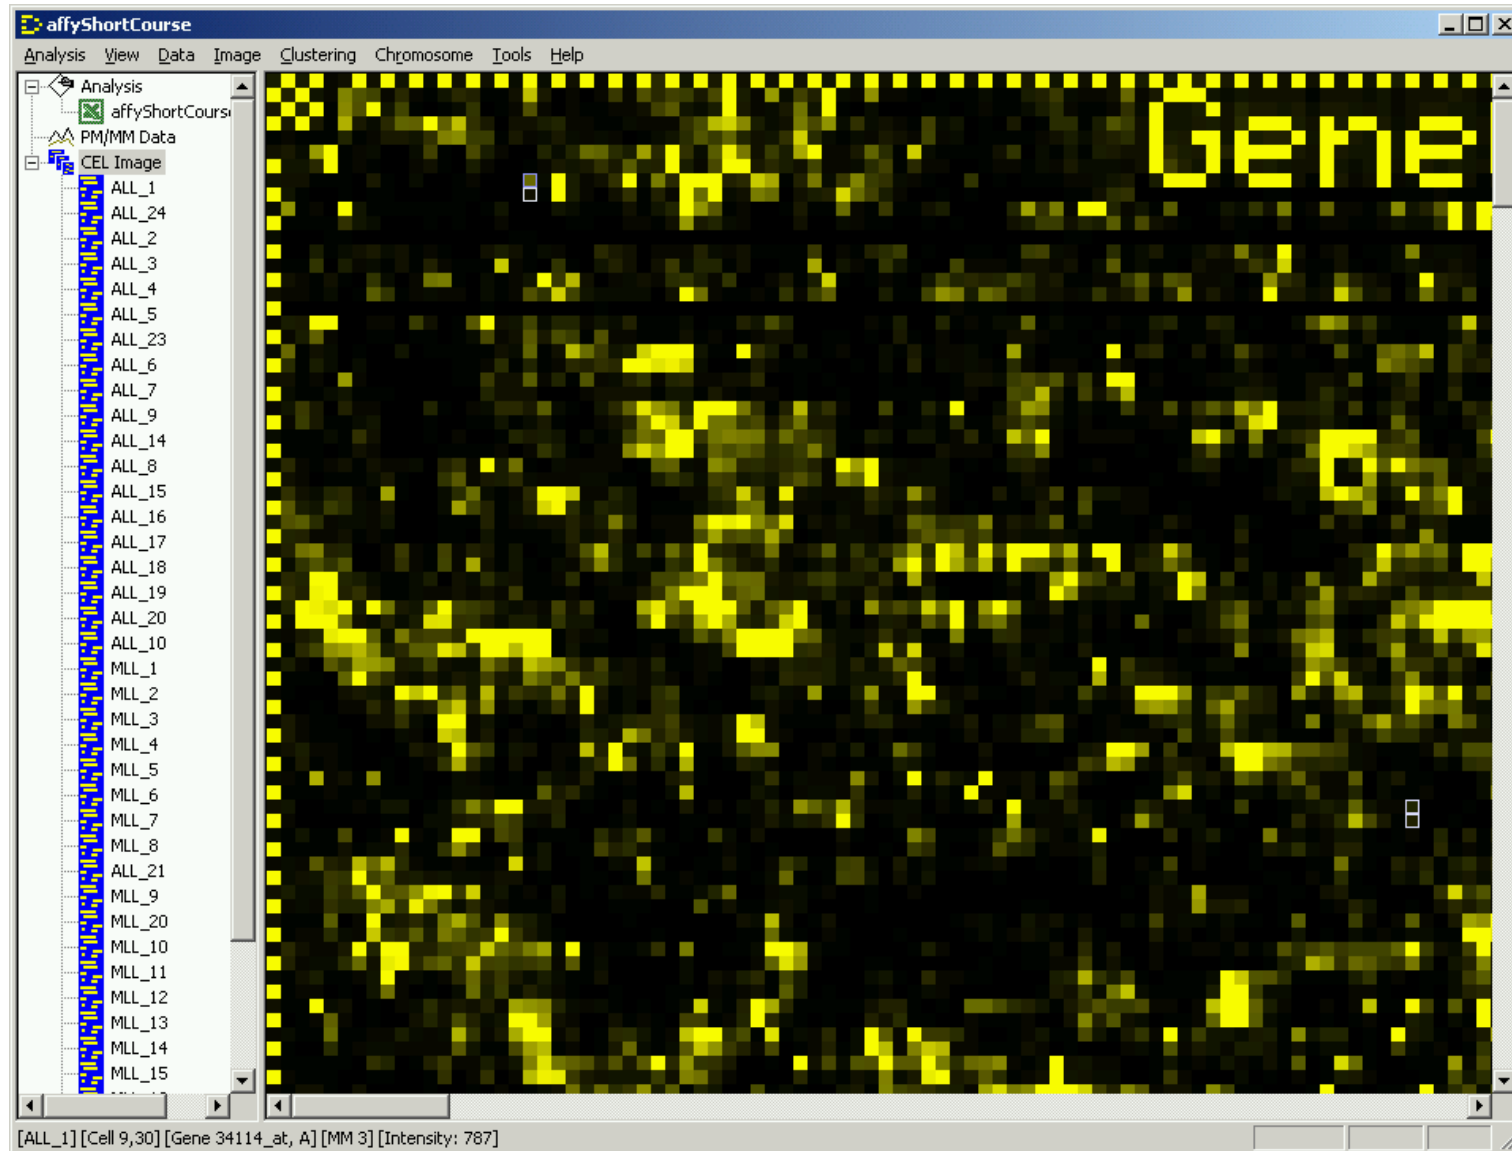 affyShortCourse
Analysis View Data Image Clustering Chromosome Tools Help
Analysis
affyShortCours
PM/MM Data
CEL Image
ALL_1
ALL_24
ALL_2
ALL_3
ALL_4
ALL_5
ALL_23
ALL_6
ALL_7
ALL_9
ALL_14
ALL_8
ALL_15
ALL_16
ALL_17
ALL_18
ALL_19
ALL_20
ALL_10
MLL_1
MLL_2
MLL_3
MLL_4
MLL_5
MLL_6
MLL_7
MLL_8
ALL_21
MLL_9
MLL_20
MLL_10
MLL_11
MLL_12
MLL_13
MLL_14
MLL_15
Gene
[ALL_1] [Cell 9,30] [Gene 34114_at, A] [MM 3] [Intensity: 787]